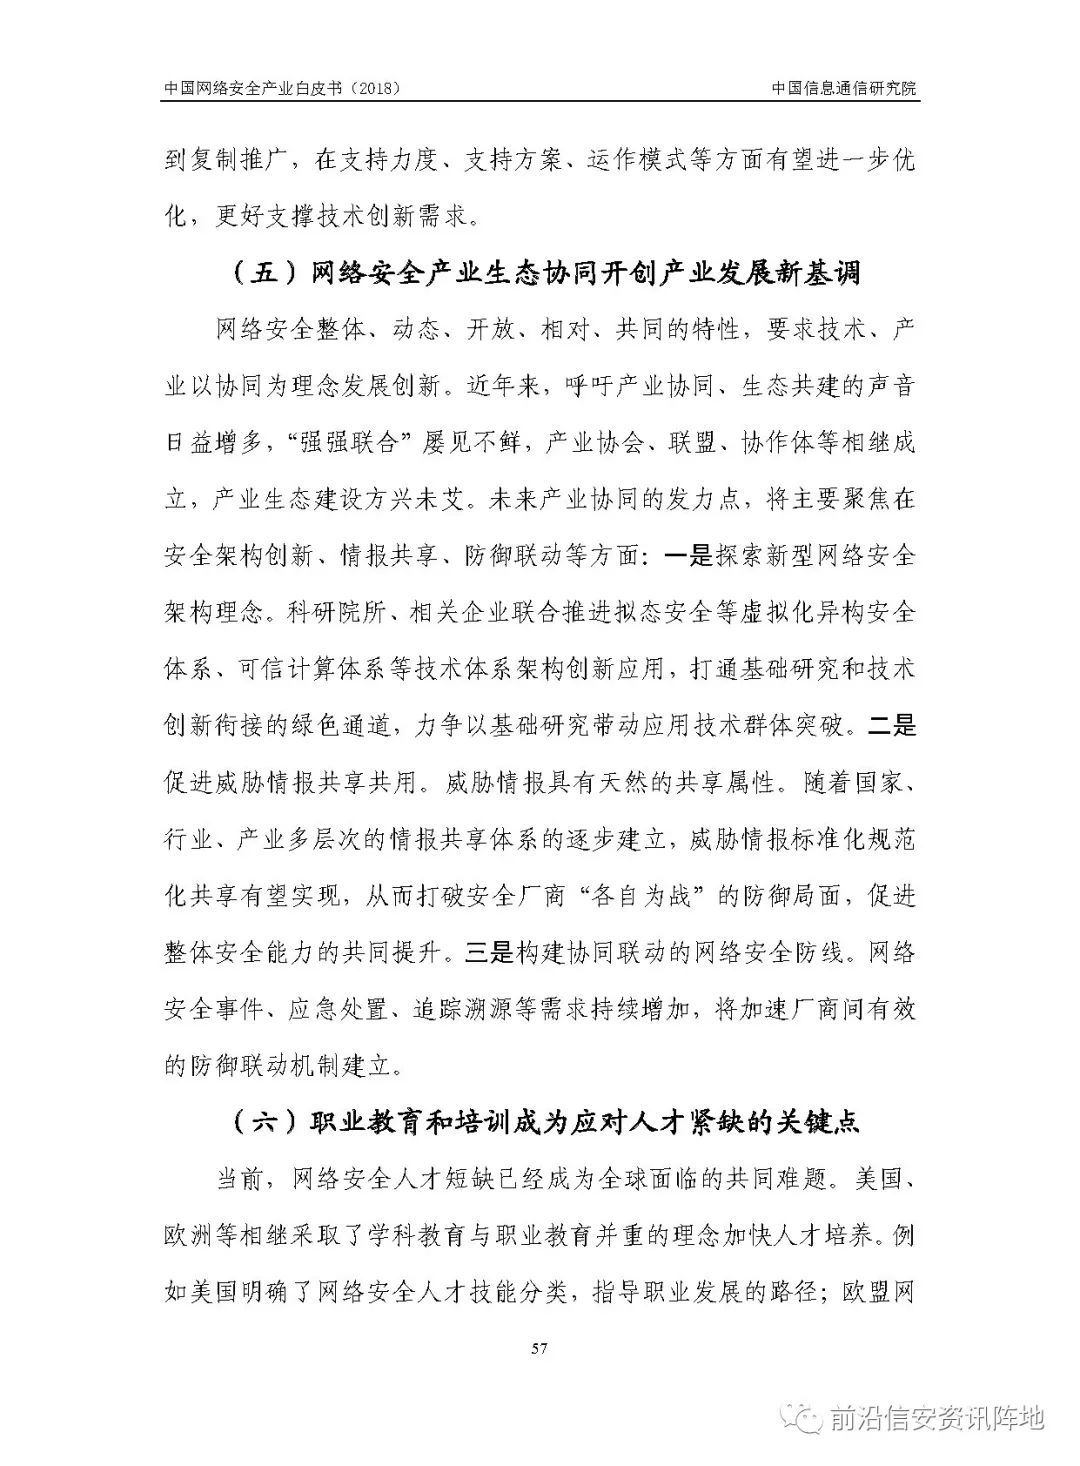 中国网络安全产业白皮书（2018） 中国信息通信研究院
到复制推广，在支持力度、支持方案、运作模式等方面有望进一步优
化，更好支撑技术创新需求。
（五）网络安全产业生态协同开创产业发展新基调
网络安全整体、动态、开放、相对、共同的特性，要求技术、产
业以协同为理念发展创新。近年来，呼吁产业协同、生态共建的声音
日益增多，“强强联合”屡见不鲜，产业协会、联盟、协作体等相继成
立，产业生态建设方兴未艾。未来产业协同的发力点，将主要聚焦在
安全架构创新、情报共享、防御联动等方面：一是探索新型网络安全
架构理念。科研院所、相关企业联合推进拟态安全等虚拟化异构安全
体系、可信计算体系等技术体系架构创新应用，打通基础研究和技术
创新衔接的绿色通道，力争以基础研究带动应用技术群体突破。二是
促进威胁情报共享共用。威胁情报具有天然的共享属性。随着国家、
行业、产业多层次的情报共享体系的逐步建立，威胁情报标准化规范
化共享有望实现，从而打破安全厂商“各自为战”的防御局面，促进
整体安全能力的共同提升。三是构建协同联动的网络安全防线。网络
安全事件、应急处置、追踪溯源等需求持续增加，将加速厂商间有效
的防御联动机制建立。
（六）职业教育和培训成为应对人才紧缺的关键点
当前，网络安全人才短缺已经成为全球面临的共同难题。美国、
欧洲等相继采取了学科教育与职业教育并重的理念加快人才培养。例
如美国明确了网络安全人才技能分类，指导职业发展的路径；欧盟网
57
前沿信安资讯阵地